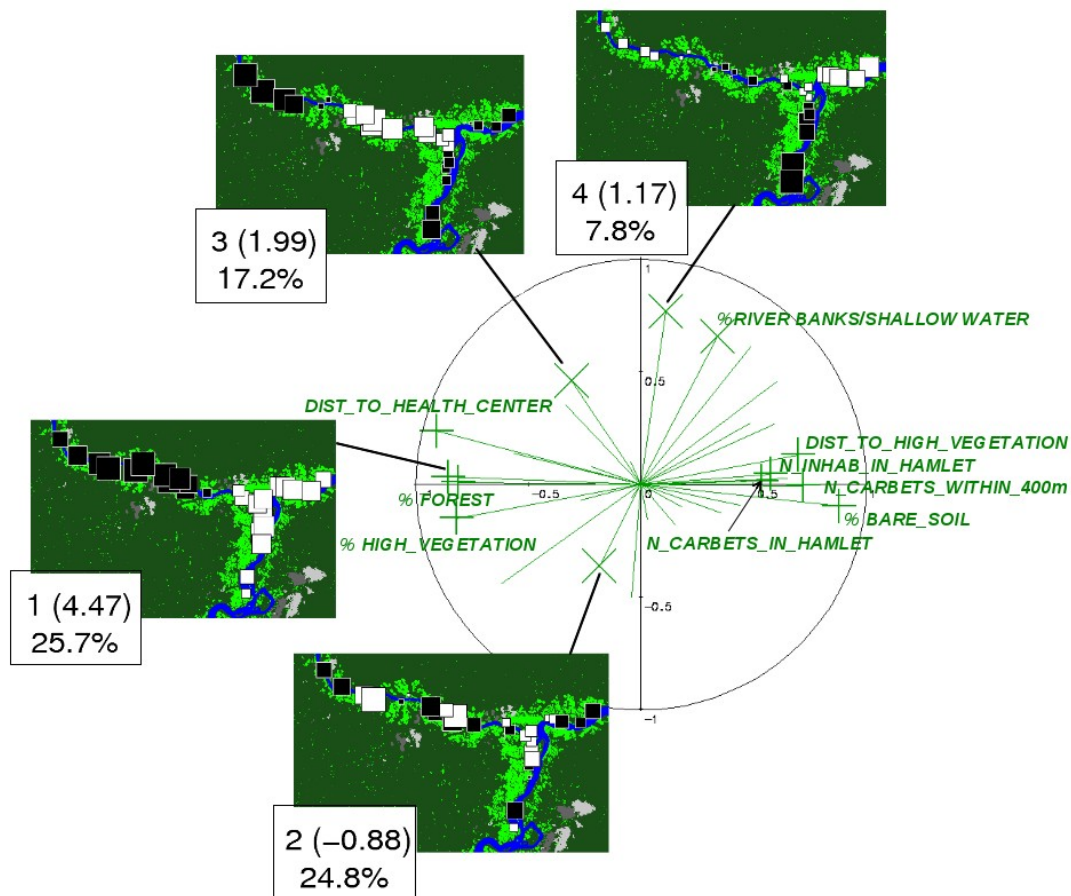 4 (1.17)
7.8%
3 (1.99)
17.2%
1
%RIVER BANKS/SHALLOW WATER
0.5
DIST_TO_HEALTH_CENTER
DIST_TO_HIGH_VEGETATION
N_INHAB_IN_HAMLET
-1
-0.5
0
0.5
1
N_CARBETS_WITHIN_400m
% FOREST
% BARE_SOIL
% HIGH_VEGETATION
N_CARBETS_IN_HAMLET
1 (4.47)
25.7%
-0.5
-1
2 (−0.88)
24.8%